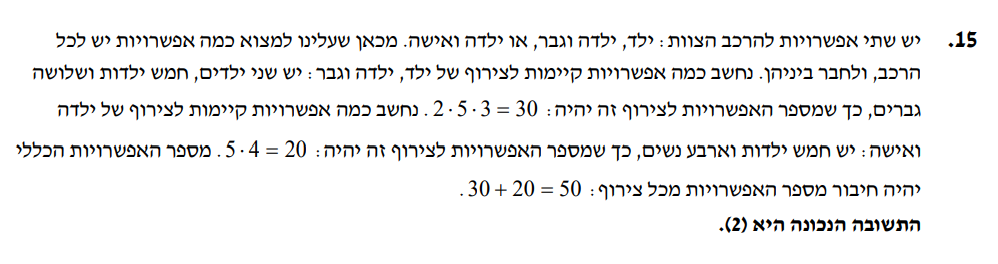 15. יש שתי אפשרויות להרכב הצוות: ילד, ילדה וגבר, או ילדה ואישה. מכאן שעלינו למצוא כמה אפשרויות יש לכל
הרכב, ולחבר ביניהן. נחשב כמה אפשרויות קיימות לצירוף של ילד, ילדה וגבר: יש שני ילדים, חמש ילדות ושלושה
גברים, כך שמספר האפשרויות לצירוף זה יהיה: 2 · 5 · 3 = 30. נחשב כמה אפשרויות קיימות לצירוף של ילדה
ואישה: יש חמש ילדות וארבע נשים, כך שמספר האפשרויות לצירוף זה יהיה: 5 · 4 = 20. מספר האפשרויות הכללי
יהיה חיבור מספר האפשרויות מכל צירוף: 30 + 20 = 50.
התשובה הנכונה היא (2).